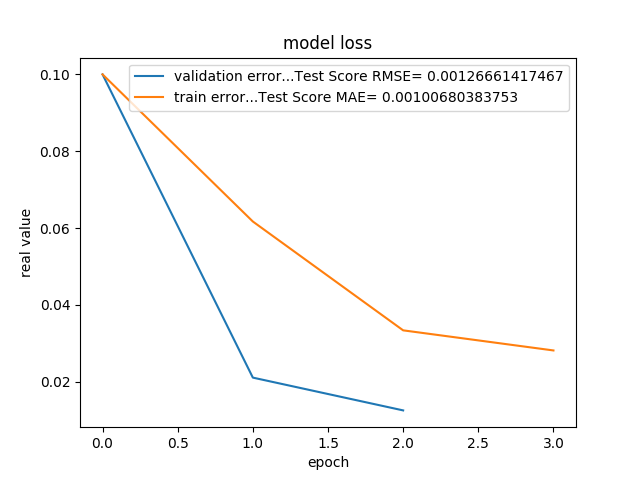 model loss
validation error...Test Score RMSE= 0.00126661417467
train error...Test Score MAE= 0.00100680383753
0.10
0.08
0.06
0.04
0.02
real value
0.0 0.5 1.0 1.5 2.0 2.5 3.0
epoch